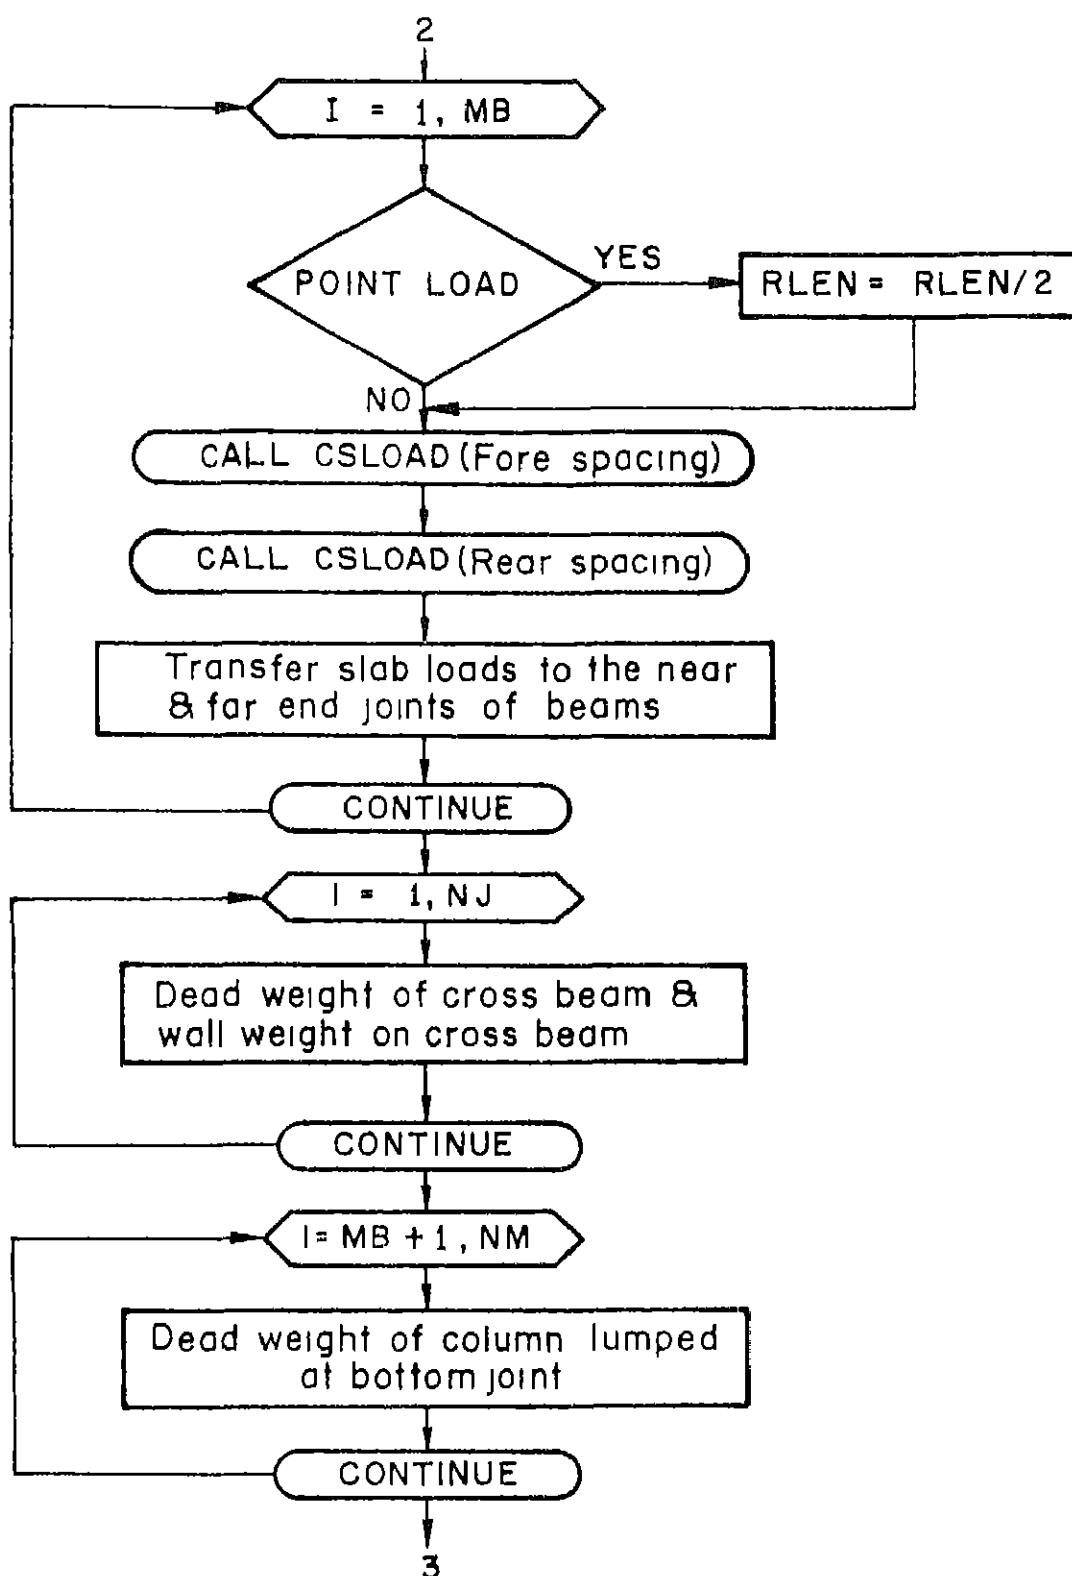 2
I = 1, MB
POINT LOAD
YES
RLEN = RLEN/2
NO
CALL CSLOAD (Fore spacing)
CALL CSLOAD (Rear spacing)
Transfer slab loads to the near
& far end joints of beams
CONTINUE
I = 1, NJ
Dead weight of cross beam &
wall weight on cross beam
CONTINUE
I = MB + 1, NM
Dead weight of column lumped
at bottom joint
CONTINUE
3